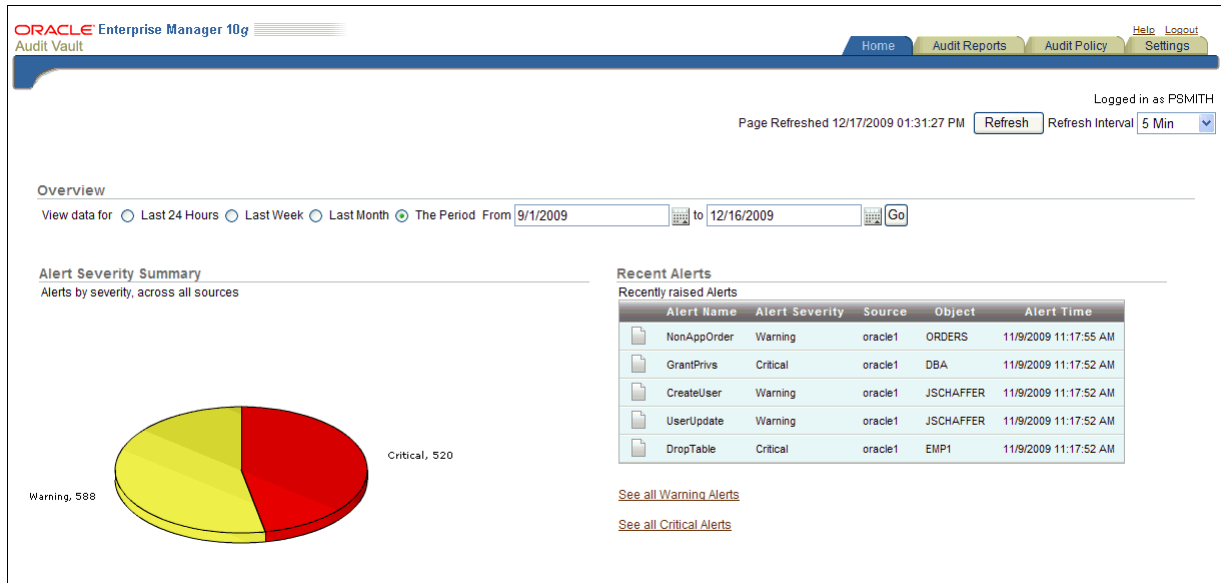 ORACLE Enterprise Manager 10g
Audit Vault
Help Logout
Home Audit Reports Audit Policy Settings
Logged in as PSMITH
Page Refreshed 12/17/2009 01:31:27 PM Refresh Refresh Interval 5 Min
Overview
View data for Last 24 Hours Last Week Last Month The Period From 9/1/2009 to 12/16/2009 Go
Alert Severity Summary
Alerts by severity, across all sources
Critical, 520
Warning, 588
Recent Alerts
Recently raised Alerts
Alert Name Alert Severity Source Object Alert Time
NonAppOrder Warning oracle1 ORDERS 11/9/2009 11:17:55 AM
GrantPrivs Critical oracle1 DBA 11/9/2009 11:17:52 AM
CreateUser Warning oracle1 JSCHAFFER 11/9/2009 11:17:52 AM
UserUpdate Warning oracle1 JSCHAFFER 11/9/2009 11:17:52 AM
DropTable Critical oracle1 EMP1 11/9/2009 11:17:52 AM
See all Warning Alerts
See all Critical Alerts